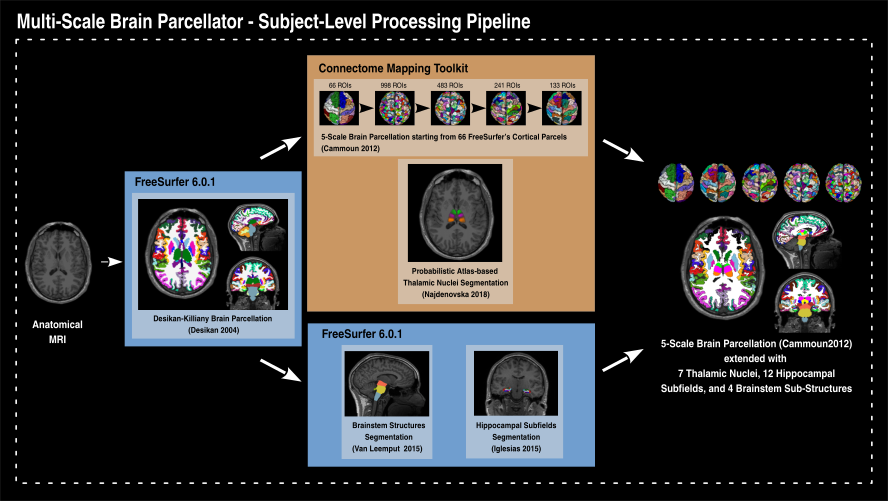 Multi-Scale Brain Parcellator - Subject-Level Processing Pipeline
Connectome Mapping Toolkit
66 ROIs 998 ROIs 483 ROIs 241 ROIs 133 ROIs
5-Scale Brain Parcellation starting from 66 FreeSurfer's Cortical Parcels
(Cammoun 2012)
Probabilistic Atlas-based
Thalamic Nuclei Segmentation
(Najdenovska 2018)
FreeSurfer 6.0.1
Desikan-Killiany Brain Parcellation
(Desikan 2004)
Anatomical
MRI
FreeSurfer 6.0.1
Brainstem Structures
Segmentation
(Van Leemput 2015)
Hippocampal Subfields
Segmentation
(Iglesias 2015)
5-Scale Brain Parcellation (Cammoun2012)
extended with
7 Thalamic Nuclei, 12 Hippocampal
Subfields, and 4 Brainstem Sub-Structures